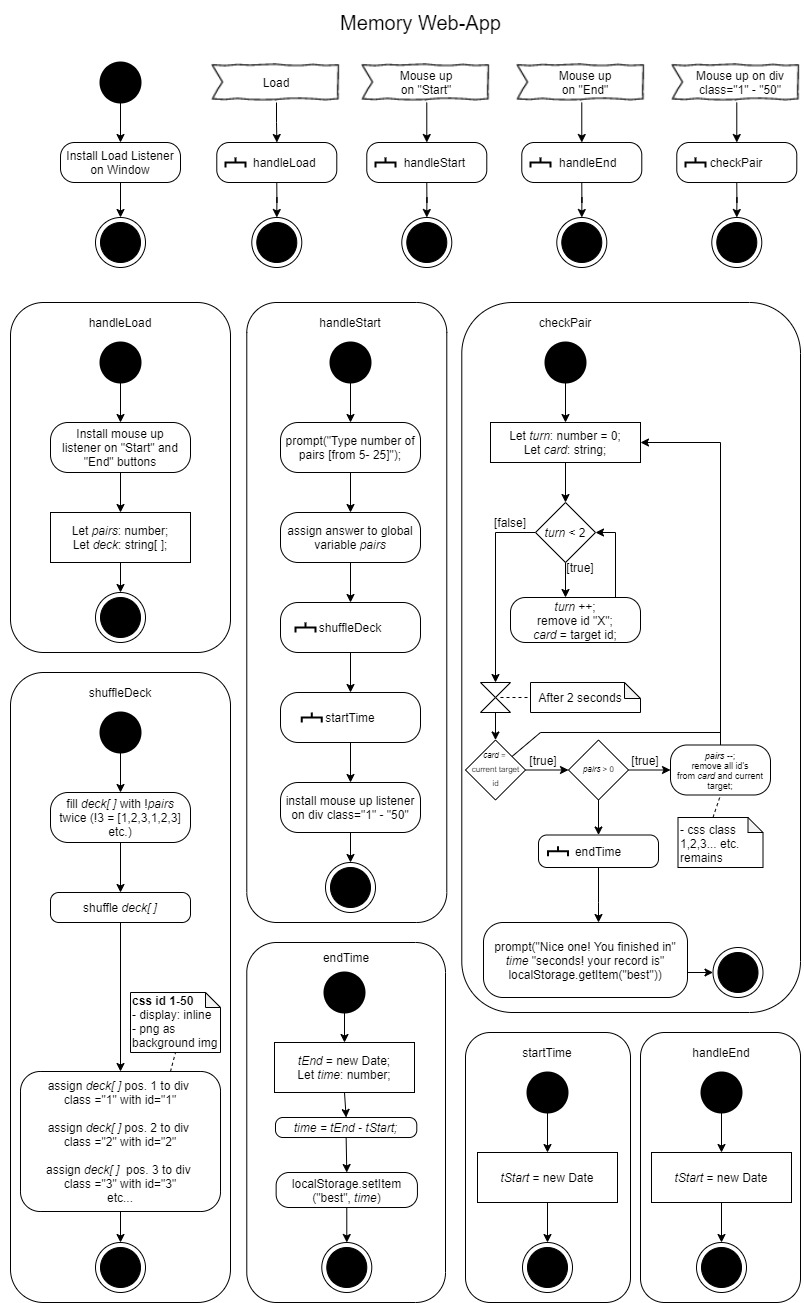 Memory Web-App
Load
Mouse up
on "Start"
Mouse up
on "End"
Mouse up on div
class="1" - "50"
Install Load Listener
on Window
handleLoad
handleStart
handleEnd
checkPair
handleLoad
Install mouse up
listener on "Start" and
"End" buttons
Let pairs: number;
Let deck: string[ ];
handleStart
prompt("Type number of
pairs [from 5- 25]");
assign answer to global
variable pairs
shuffleDeck
startTime
install mouse up listener
on div class="1" - "50"
checkPair
Let turn: number = 0;
Let card: string;
[false]
turn < 2
[true]
turn ++;
remove id "X";
card = target id;
After 2 seconds
card =
current target
id
[true]
pairs > 0
[true]
pairs --;
remove all id's
from card and current
target;
- css class
1,2,3... etc.
remains
endTime
prompt("Nice one! You finished in"
time "seconds! your record is"
localStorage.getItem("best"))
shuffleDeck
fill deck[ ] with !pairs
twice (!3 = [1,2,3,1,2,3]
etc.)
shuffle deck[ ]
css id 1-50
- display: inline
- png as
background img
assign deck[ ] pos. 1 to div
class ="1" with id="1"
assign deck[ ] pos. 2 to div
class ="2" with id="2"
assign deck[ ] pos. 3 to div
class ="3" with id="3"
etc...
endTime
tEnd = new Date;
Let time: number;
time = tEnd - tStart;
localStorage.setItem
("best", time)
startTime
tStart = new Date
handleEnd
tStart = new Date